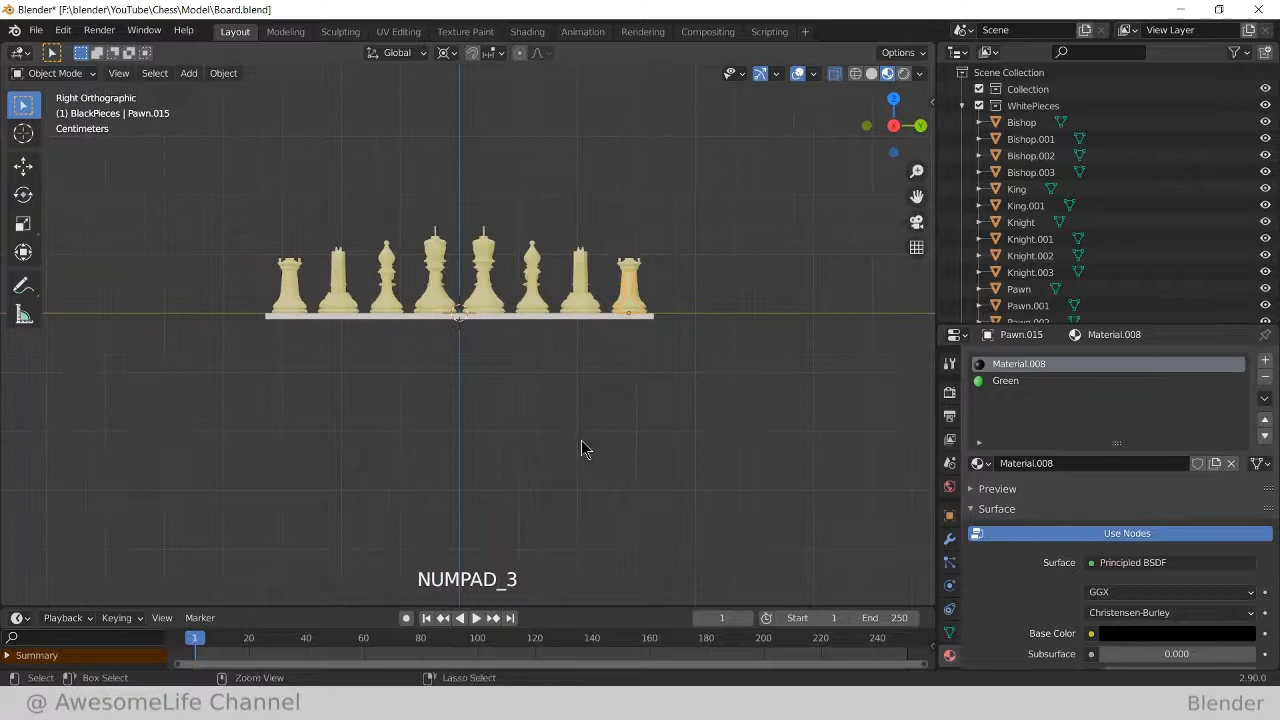 Blender* [F:\blender\YouTube\Chess\Model\Board.blend]
File Edit Render Window Help Layout Modeling Sculpting UV Editing Texture Paint Shading Animation Rendering Compositing Scripting + Scene View Layer
Global Options
Object Mode View Select Add Object
Scene Collection
Collection
WhitePieces
Bishop
Bishop.001
Bishop.002
Bishop.003
King
King.001
Knight
Knight.001
Knight.002
Knight.003
Pawn
Pawn.001
Right Orthographic
(1) BlackPieces | Pawn.015
Centimeters
Z
Y
X
Pawn.015 Material.008
Material.008
Green
Material.008
Preview
Surface
Use Nodes
Surface Principled BSDF
GGX
Christensen-Burley
Base Color
Subsurface 0.000
NUMPAD_3
Playback Keying View Marker 1 Start 1 End 250
1 20 40 60 80 100 120 140 160 180 200 220 240
Summary
Select Box Select Zoom View Lasso Select 2.90.0
@ AwesomeLife Channel Blender